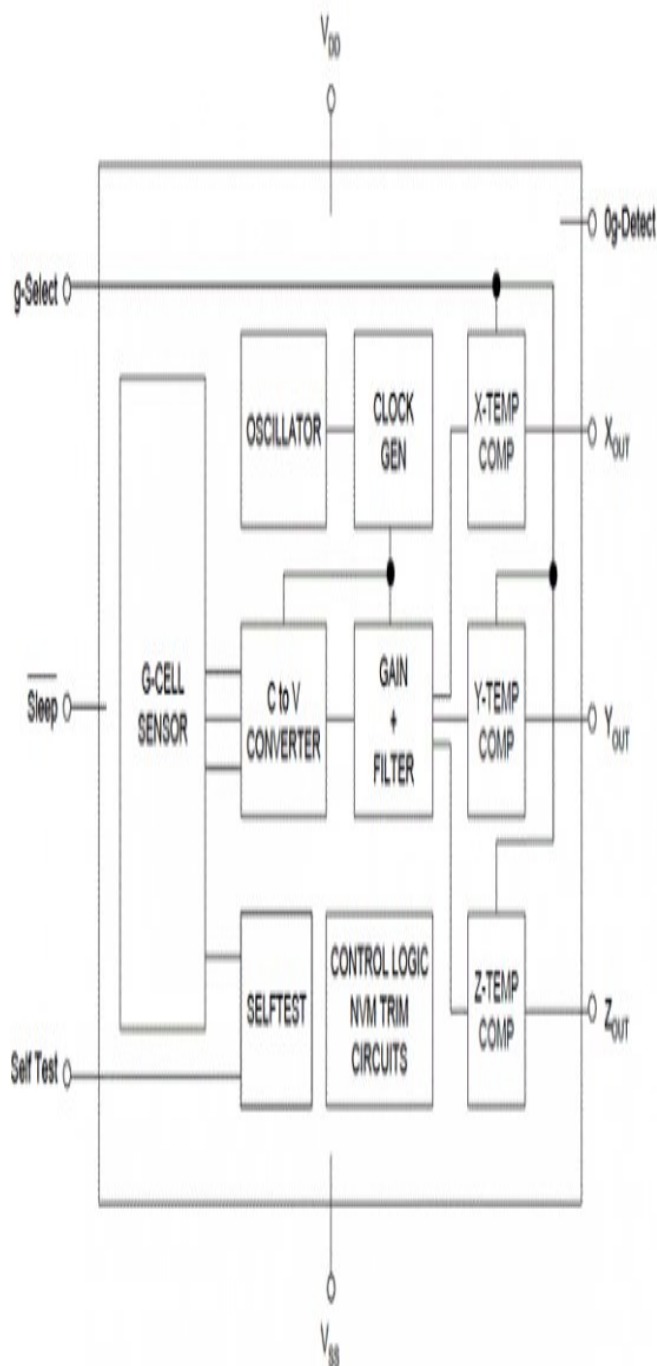 VDD
0g-Detect
g-Select
OSCILLATOR
CLOCK
GEN
X-TEMP
COMP
XOUT
G-CELL
SENSOR
Sleep
C to V
CONVERTER
GAIN
+
FILTER
Y-TEMP
COMP
YOUT
SELFTEST
CONTROL LOGIC
NVM TRIM
CIRCUITS
Z-TEMP
COMP
ZOUT
Self Test
VSS